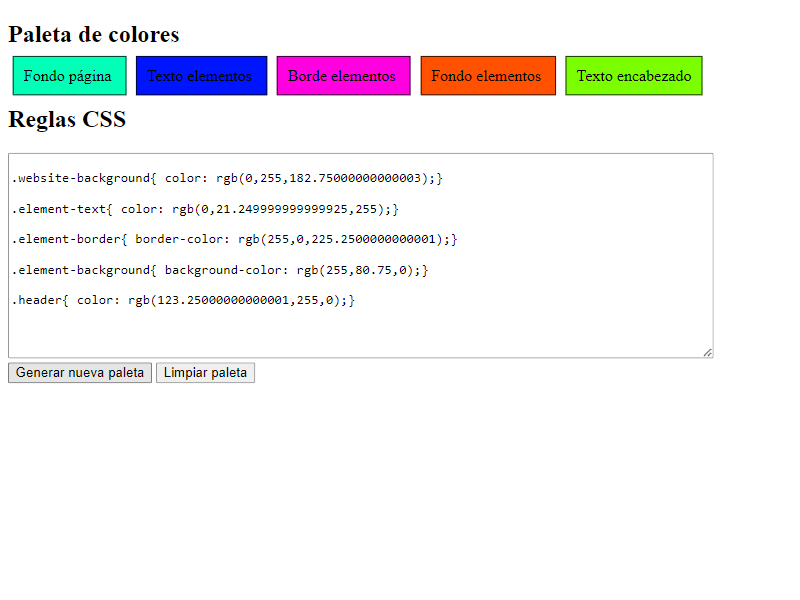 Paleta de colores
Fondo página Texto elementos Borde elementos Fondo elementos Texto encabezado
Reglas CSS
.website-background{ color: rgb(0,255,182.75000000000003);}
.element-text{ color: rgb(0,21.249999999999925,255);}
.element-border{ border-color: rgb(255,0,225.2500000000001);}
.element-background{ background-color: rgb(255,80.75,0);}
.header{ color: rgb(123.25000000000001,255,0);}
Generar nueva paleta Limpiar paleta